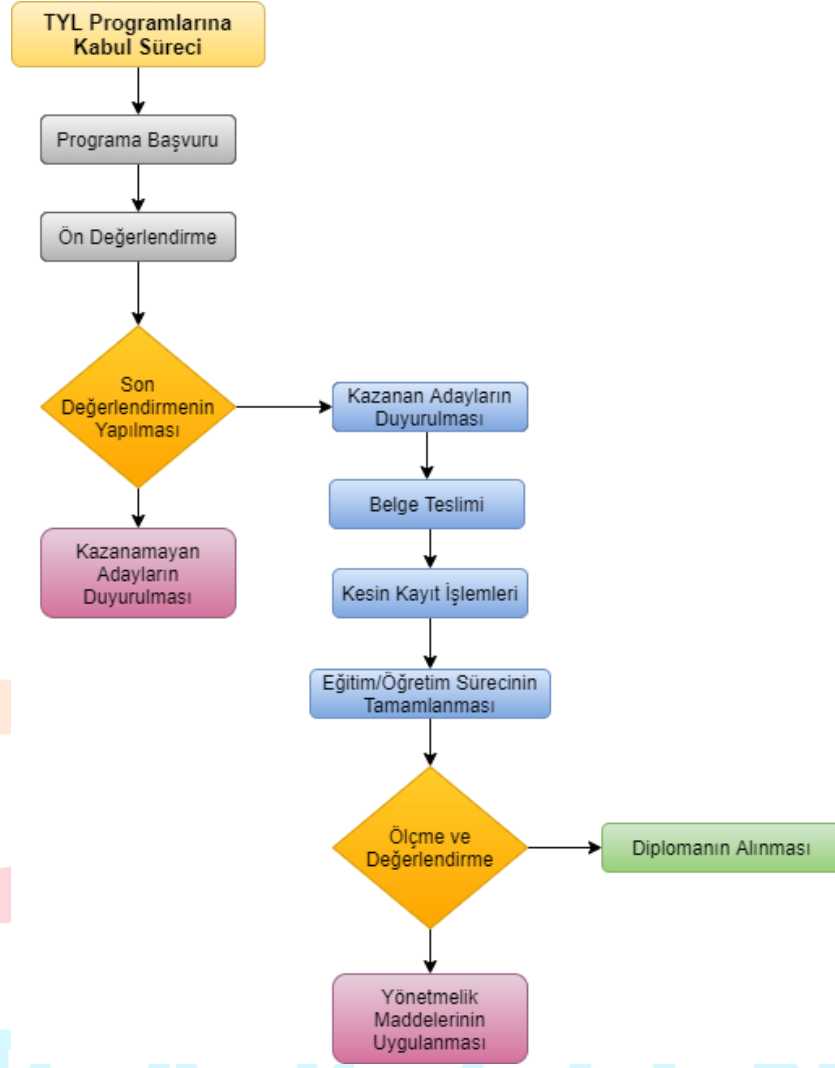 TYL Programlarına
Kabul Süreci
Programa Başvuru
Ön Değerlendirme
Son
Değerlendirmenin
Yapılması
Kazanan Adayların
Duyurulması
Belge Teslimi
Kazanamayan
Adayların
Duyurulması
Kesin Kayıt İşlemleri
Eğitim/Öğretim Sürecinin
Tamamlanması
Ölçme ve
Değerlendirme
Diplomanın Alınması
Yönetmelik
Maddelerinin
Uygulanması